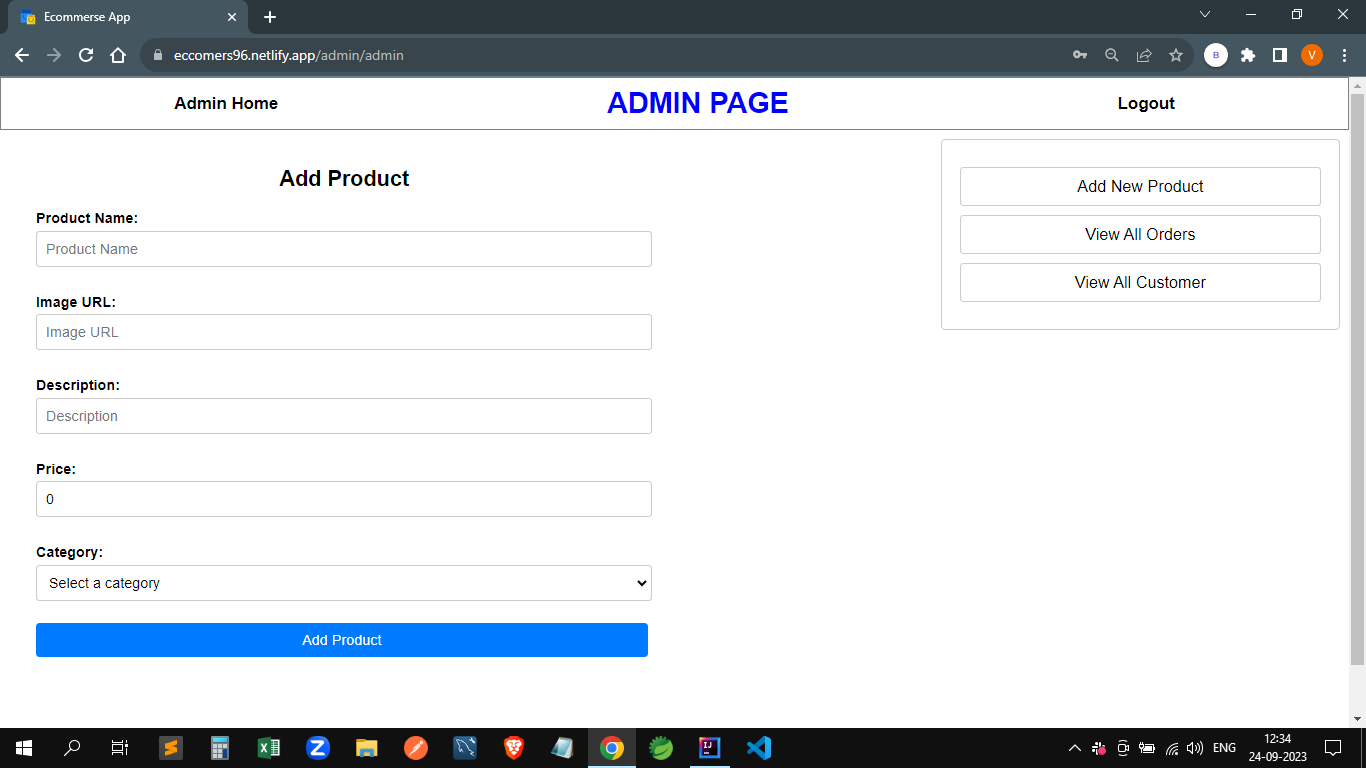 Ecommerse App
eccomers96.netlify.app/admin/admin
B
V
Admin Home
ADMIN PAGE
Logout
Add Product
Product Name:
Product Name
Image URL:
Image URL
Description:
Description
Price:
0
Category:
Select a category
Add Product
Add New Product
View All Orders
View All Customer
ENG
12:34
24-09-2023